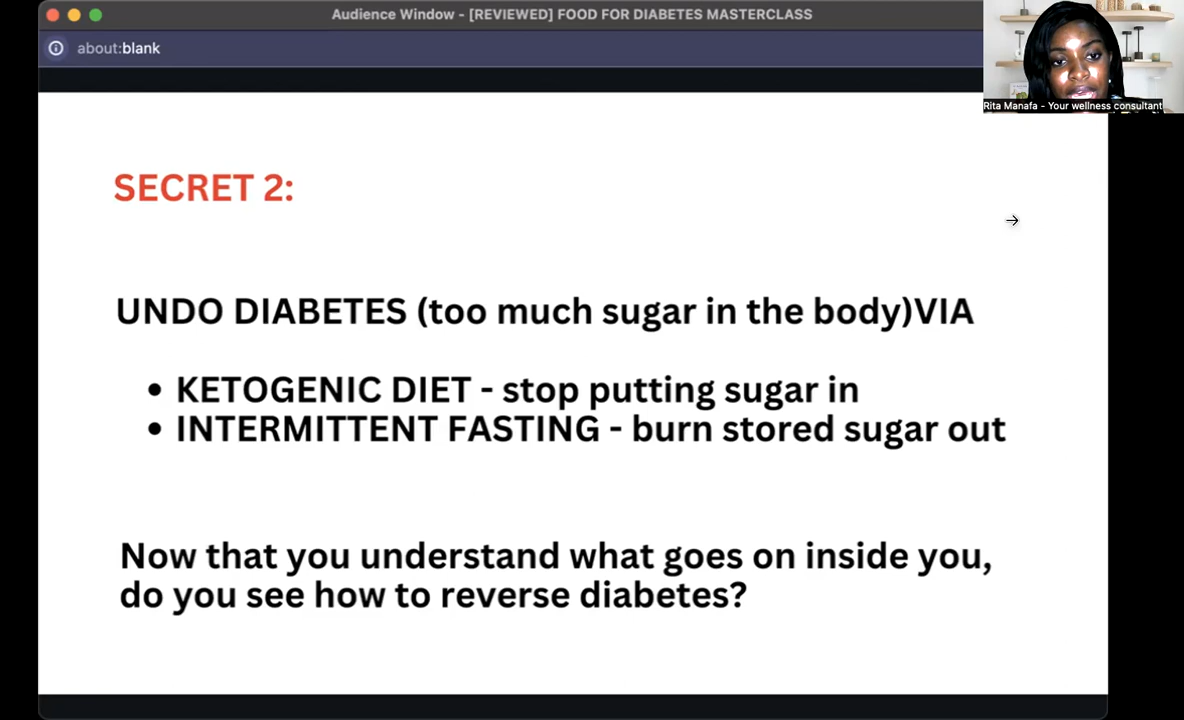 Audience Window - [REVIEWED] FOOD FOR DIABETES MASTERCLASS
about:blank
Rita Manafa - Your wellness consultant
SECRET 2:
UNDO DIABETES (too much sugar in the body)VIA
• KETOGENIC DIET - stop putting sugar in
• INTERMITTENT FASTING - burn stored sugar out
Now that you understand what goes on inside you,
do you see how to reverse diabetes?